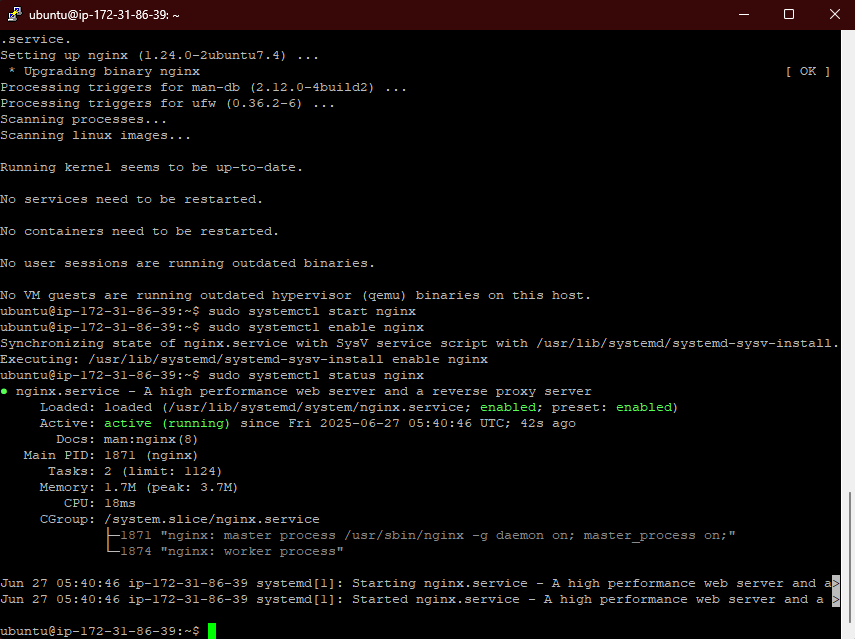 ubuntu@ip-172-31-86-39: ~
.service.
Setting up nginx (1.24.0-2ubuntu7.4) ...
 * Upgrading binary nginx                                                                          [ OK ]
Processing triggers for man-db (2.12.0-4build2) ...
Processing triggers for ufw (0.36.2-6) ...
Scanning processes...
Scanning linux images...

Running kernel seems to be up-to-date.

No services need to be restarted.

No containers need to be restarted.

No user sessions are running outdated binaries.

No VM guests are running outdated hypervisor (qemu) binaries on this host.
ubuntu@ip-172-31-86-39:~$ sudo systemctl start nginx
ubuntu@ip-172-31-86-39:~$ sudo systemctl enable nginx
Synchronizing state of nginx.service with SysV service script with /usr/lib/systemd/systemd-sysv-install.
Executing: /usr/lib/systemd/systemd-sysv-install enable nginx
ubuntu@ip-172-31-86-39:~$ sudo systemctl status nginx
● nginx.service - A high performance web server and a reverse proxy server
     Loaded: loaded (/usr/lib/systemd/system/nginx.service; enabled; preset: enabled)
     Active: active (running) since Fri 2025-06-27 05:40:46 UTC; 42s ago
       Docs: man:nginx(8)
   Main PID: 1871 (nginx)
      Tasks: 2 (limit: 1124)
     Memory: 1.7M (peak: 3.7M)
        CPU: 18ms
     CGroup: /system.slice/nginx.service
             ├─1871 "nginx: master process /usr/sbin/nginx -g daemon on; master_process on;"
             └─1874 "nginx: worker process"

Jun 27 05:40:46 ip-172-31-86-39 systemd[1]: Starting nginx.service - A high performance web server and a>
Jun 27 05:40:46 ip-172-31-86-39 systemd[1]: Started nginx.service - A high performance web server and a >

ubuntu@ip-172-31-86-39:~$